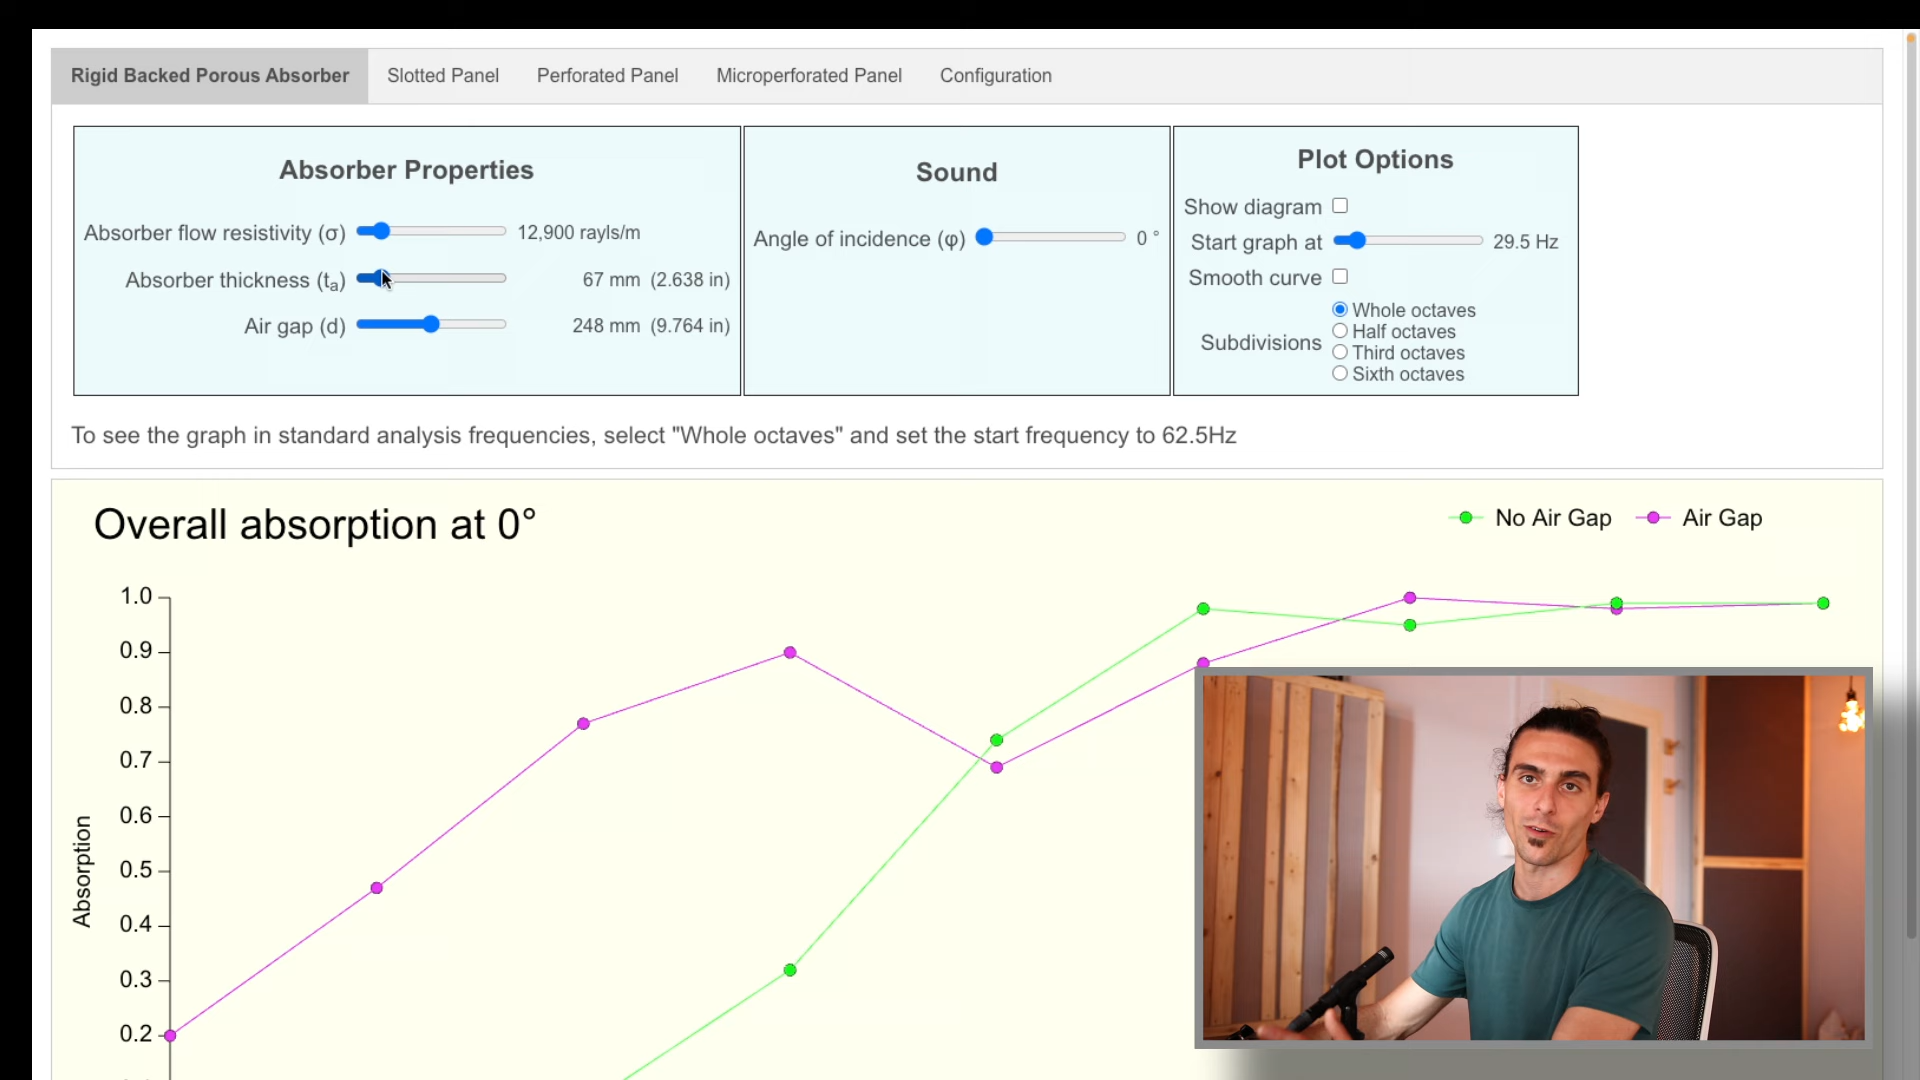 Rigid Backed Porous Absorber Slotted Panel Perforated Panel Microperforated Panel Configuration
Absorber Properties
Absorber flow resistivity (σ) 12,900 rayls/m
Absorber thickness (ta) 67 mm (2.638 in)
Air gap (d) 248 mm (9.764 in)
Sound
Angle of incidence (φ) 0 °
Plot Options
Show diagram
Start graph at 29.5 Hz
Smooth curve
Subdivisions
Whole octaves
Half octaves
Third octaves
Sixth octaves
To see the graph in standard analysis frequencies, select "Whole octaves" and set the start frequency to 62.5Hz
Overall absorption at 0°
No Air Gap Air Gap
1.0
0.9
0.8
0.7
0.6
0.5
0.4
0.3
0.2
Absorption